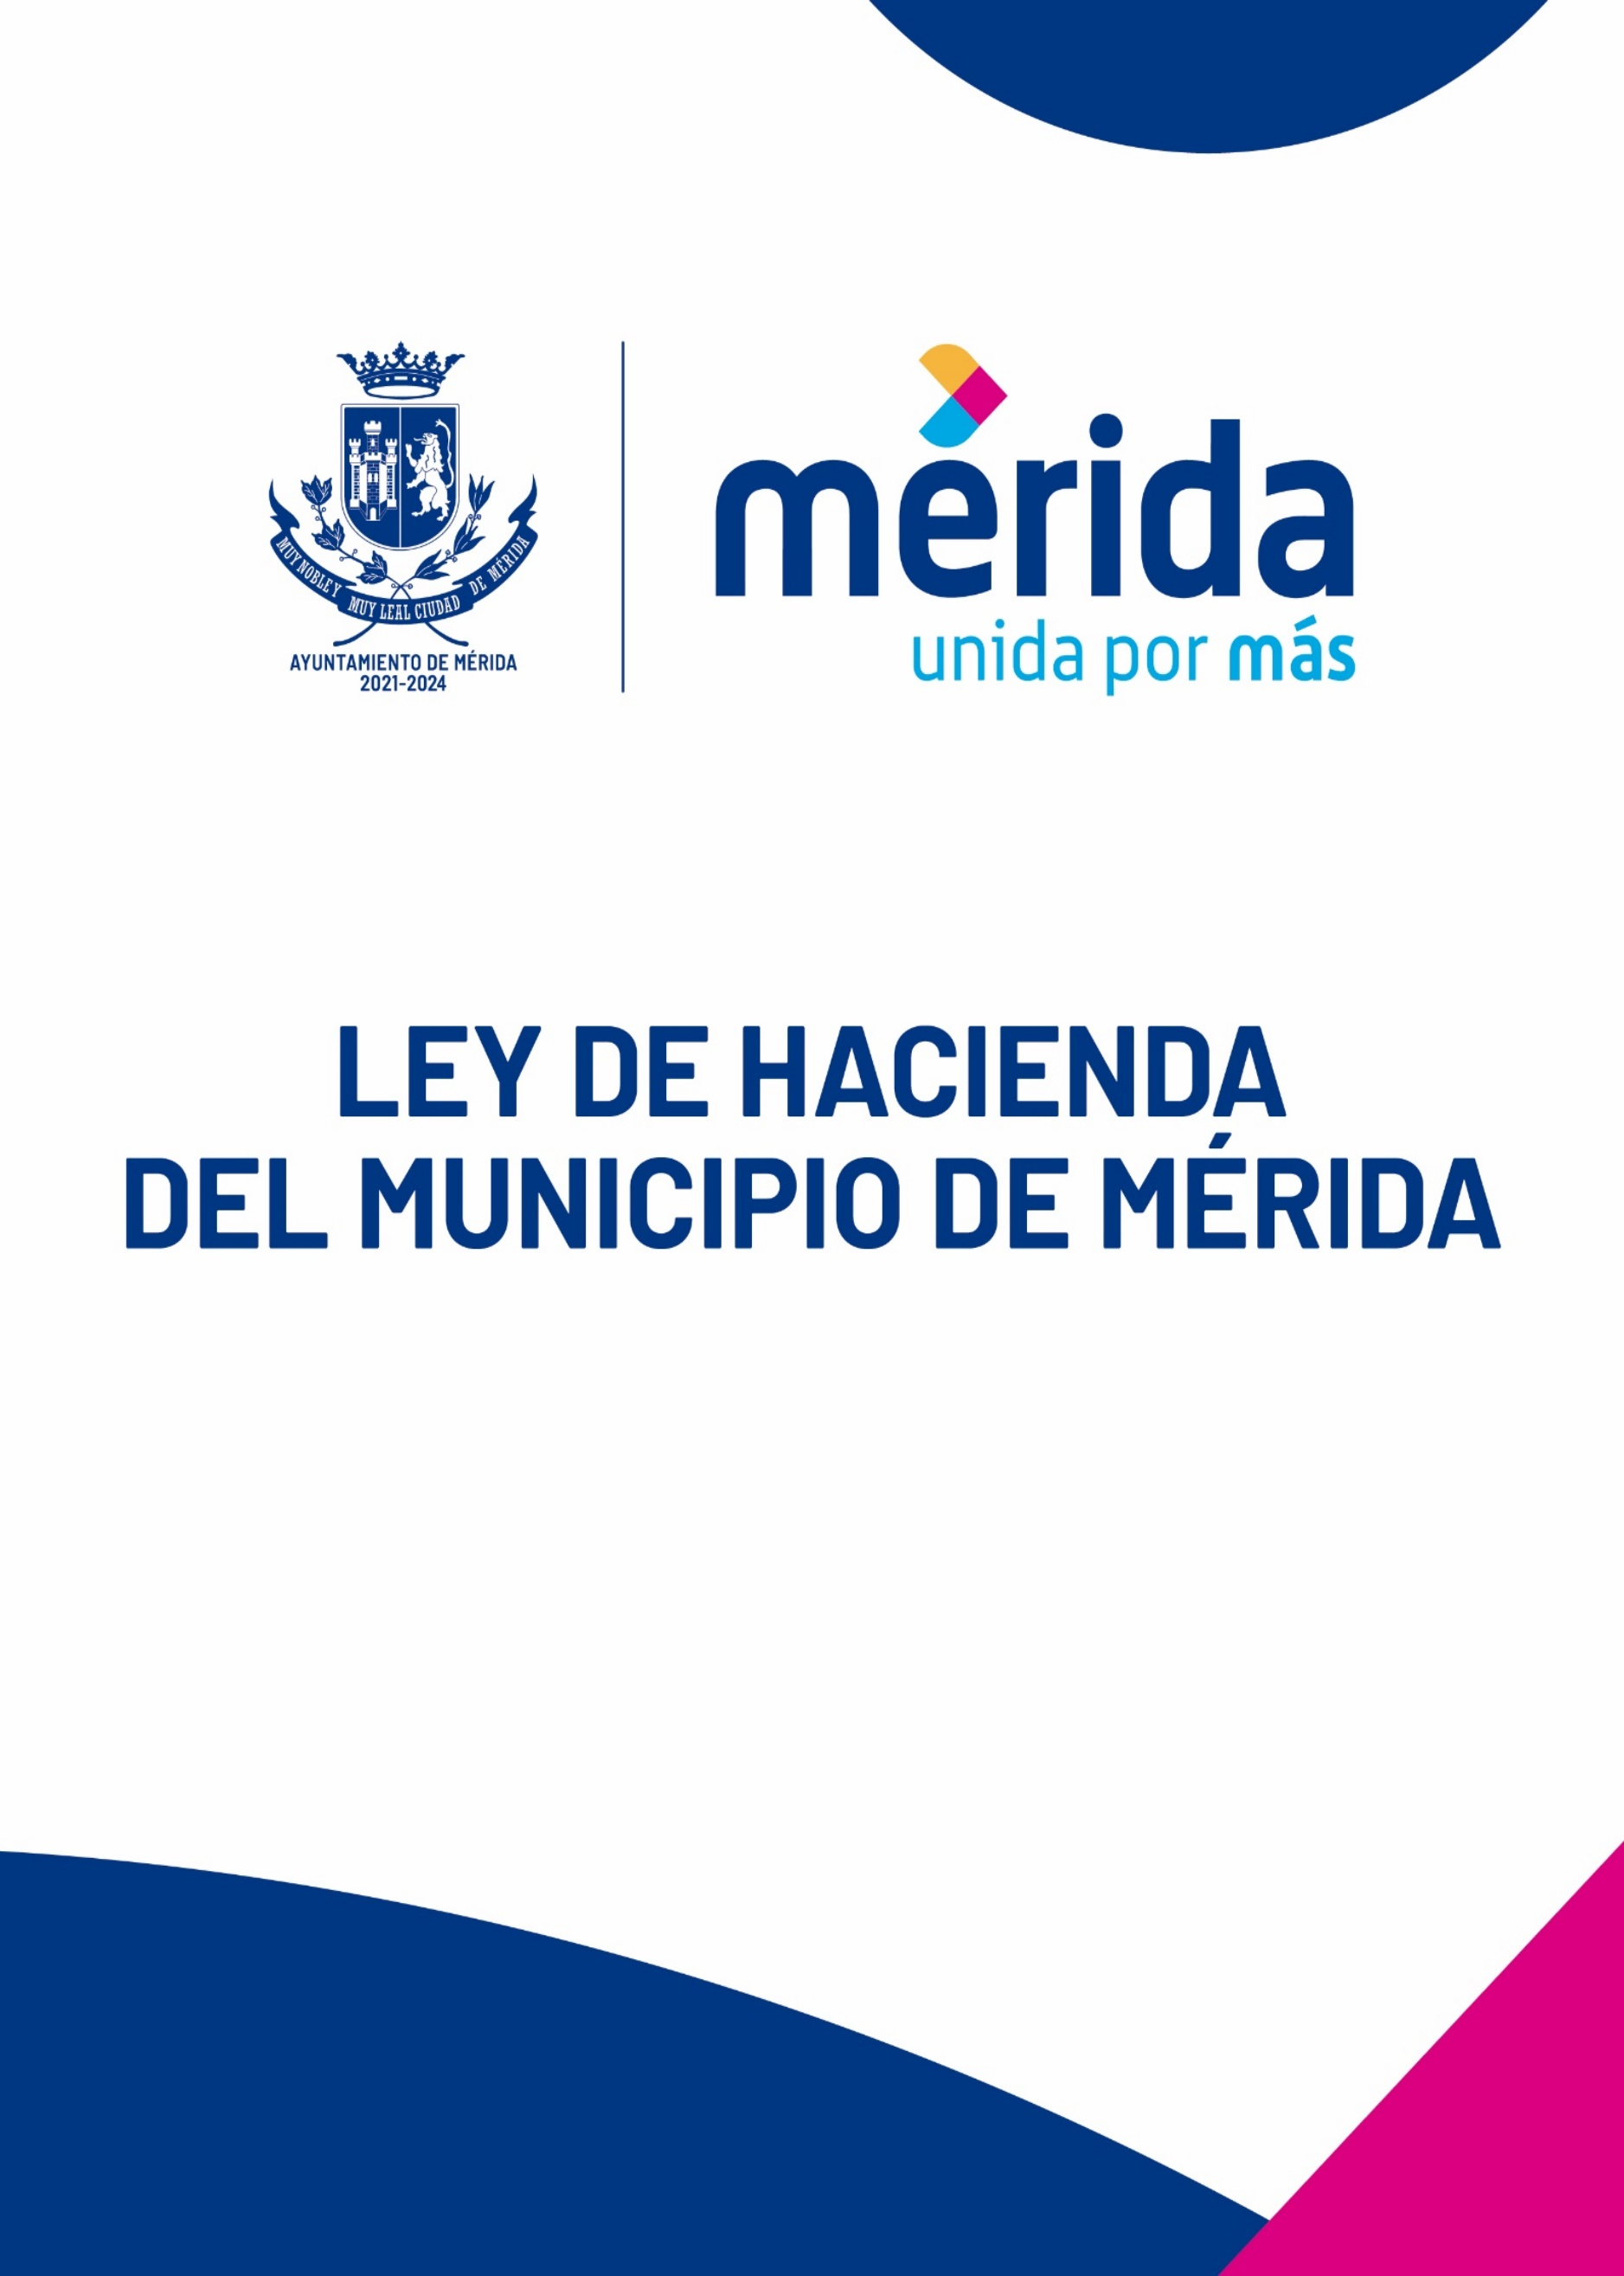 MUY NOBLE Y MUY LEAL CIUDAD DE MÉRIDA
AYUNTAMIENTO DE MÉRIDA
2021-2024
mérida
unida por más
LEY DE HACIENDA
DEL MUNICIPIO DE MÉRIDA